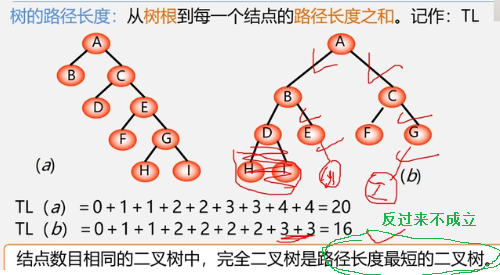 树的路径长度：从树根到每一个结点的路径长度之和。记作：TL
A
B C
D E
F G
H I
(a)
A
B C
D E F G
H I
H
I
(b)
TL (a) = 0 + 1 + 1 + 2 + 2 + 3 + 3 + 4 + 4 = 20
TL (b) = 0 + 1 + 1 + 2 + 2 + 2 + 2 + 3 + 3 = 16
反过来不成立
结点数目相同的二叉树中，完全二叉树是路径长度最短的二叉树。